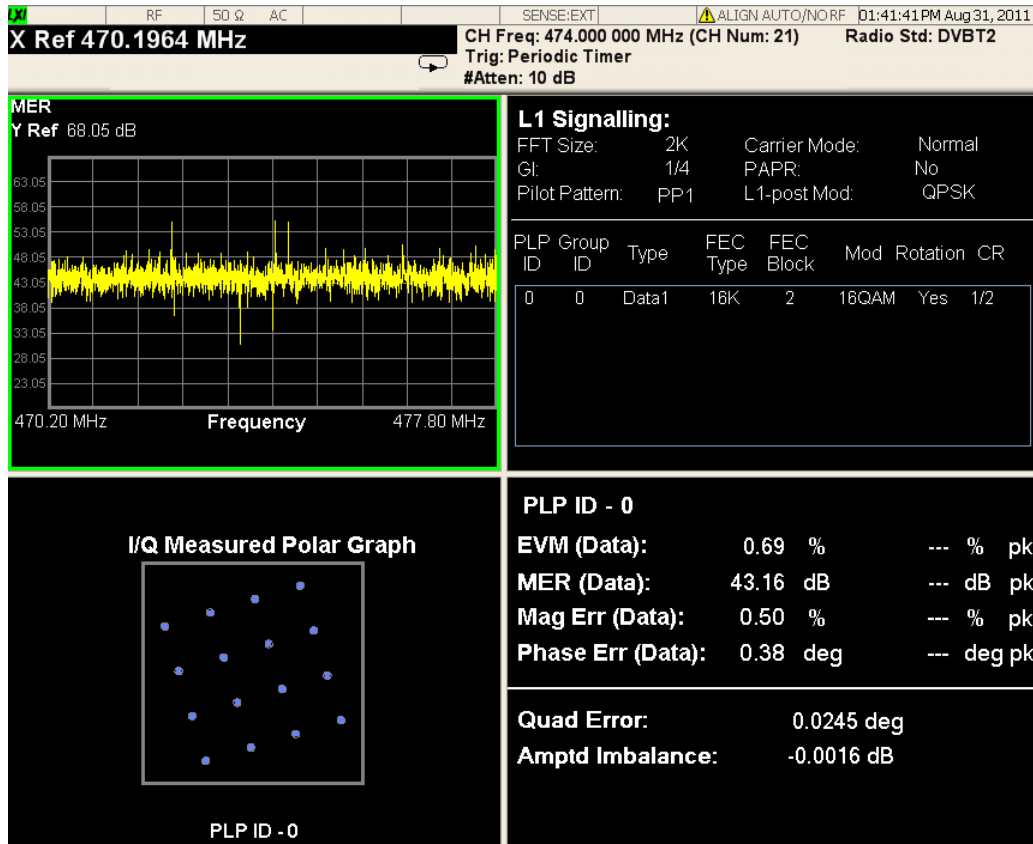 LXI RF 50 Ω AC SENSE:EXT ALIGN AUTO/NO RF 01:41:41 PM Aug 31, 2011
X Ref 470.1964 MHz
CH Freq: 474.000 000 MHz (CH Num: 21) Radio Std: DVBT2
Trig: Periodic Timer
#Atten: 10 dB
MER
Y Ref 68.05 dB
63.05
58.05
53.05
48.05
43.05
38.05
33.05
28.05
23.05
470.20 MHz Frequency 477.80 MHz
L1 Signalling:
FFT Size: 2K Carrier Mode: Normal
GI: 1/4 PAPR: No
Pilot Pattern: PP1 L1-post Mod: QPSK
PLP ID Group ID Type FEC Type FEC Block Mod Rotation CR
0 0 Data1 16K 2 16QAM Yes 1/2
I/Q Measured Polar Graph
PLP ID - 0
PLP ID - 0
EVM (Data): 0.69 % --- % pk
MER (Data): 43.16 dB --- dB pk
Mag Err (Data): 0.50 % --- % pk
Phase Err (Data): 0.38 deg --- deg pk
Quad Error: 0.0245 deg
Amptd Imbalance: -0.0016 dB